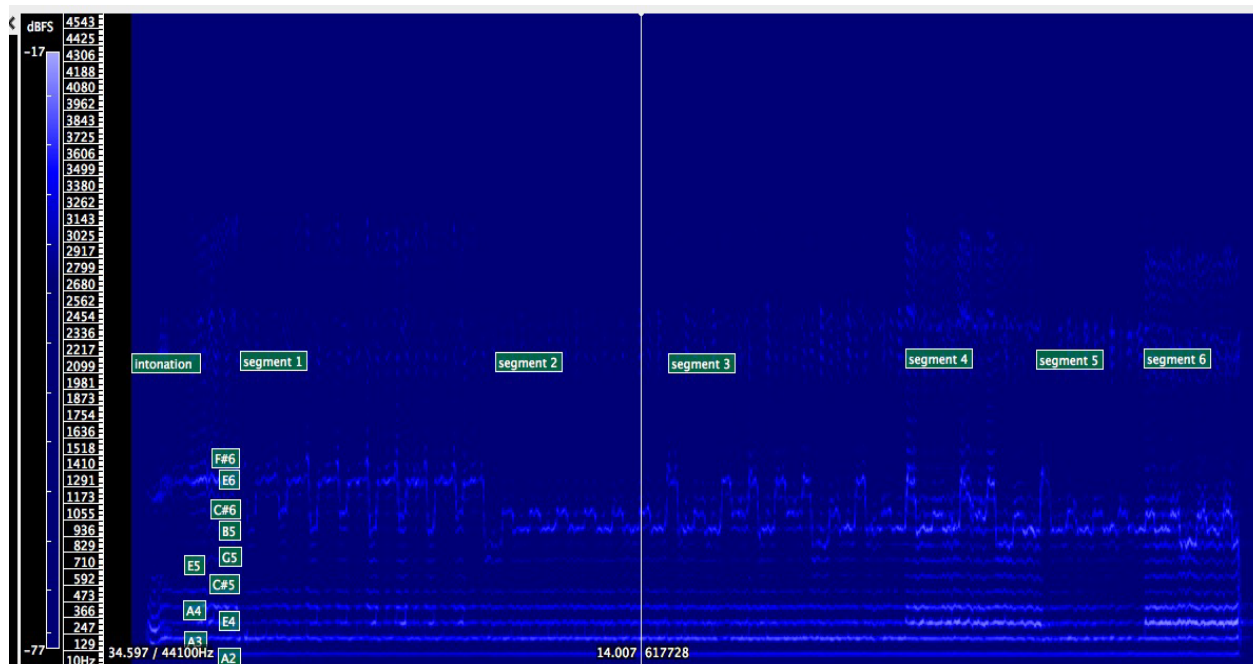 dBFS
-17
-77
4543
4425
4306
4188
4080
3962
3843
3725
3606
3499
3380
3262
3143
3025
2917
2799
2680
2562
2454
2336
2217
2099
1981
1873
1754
1636
1518
1410
1291
1173
1055
936
829
710
592
473
366
247
129
10Hz
intonation
segment 1
segment 2
segment 3
segment 4
segment 5
segment 6
F#6
E6
C#6
B5
G5
E5
C#5
A4
E4
A3
A2
34.597 / 44100Hz
14.007
617728